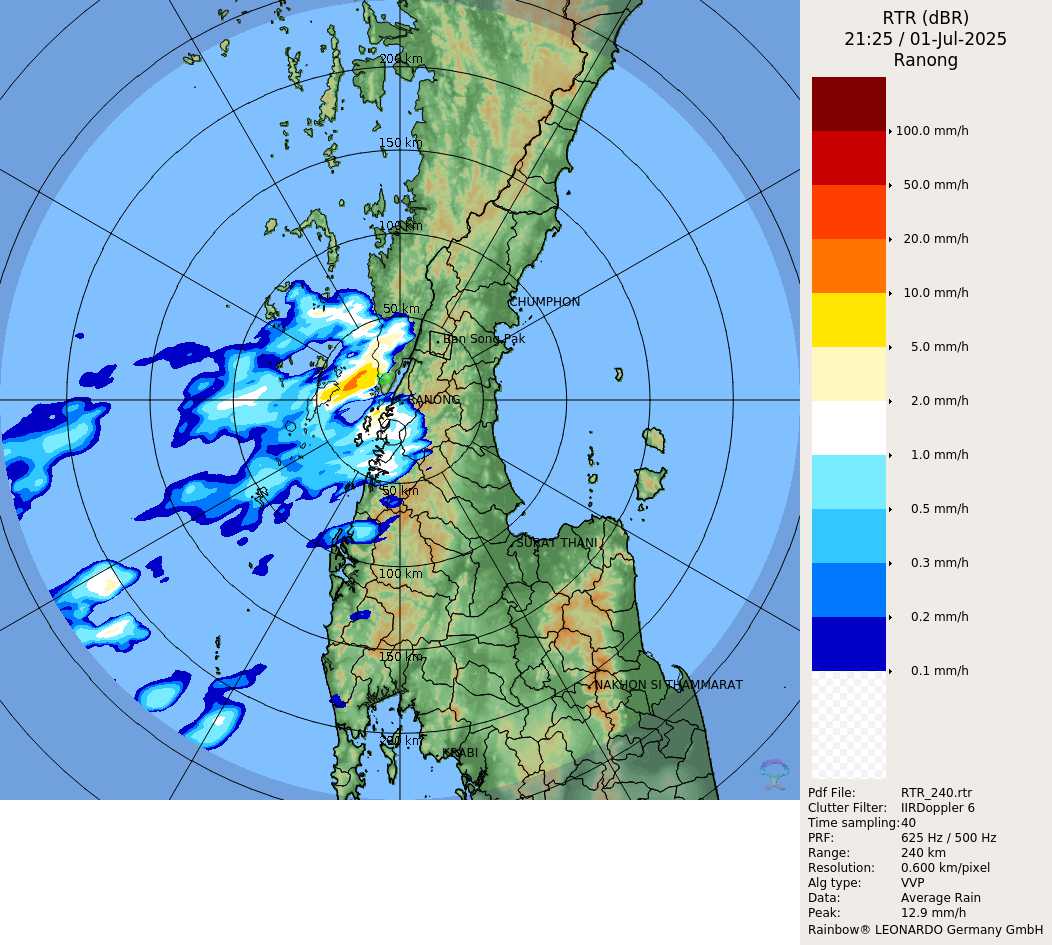 RTR (dBR)
21:25 / 01-Jul-2025
Ranong
100.0 mm/h
50.0 mm/h
20.0 mm/h
10.0 mm/h
5.0 mm/h
2.0 mm/h
1.0 mm/h
0.5 mm/h
0.3 mm/h
0.2 mm/h
0.1 mm/h
200 km
150 km
100 km
50 km
CHUMPHON
Ban Song Pak
RANONG
50 km
SURAT THANI
100 km
150 km
NAKHON SI THAMMARAT
200 km
KRABI
Pdf File: RTR_240.rtr
Clutter Filter: IIRDoppler 6
Time sampling: 40
PRF: 625 Hz / 500 Hz
Range: 240 km
Resolution: 0.600 km/pixel
Alg type: VVP
Data: Average Rain
Peak: 12.9 mm/h
Rainbow® LEONARDO Germany GmbH